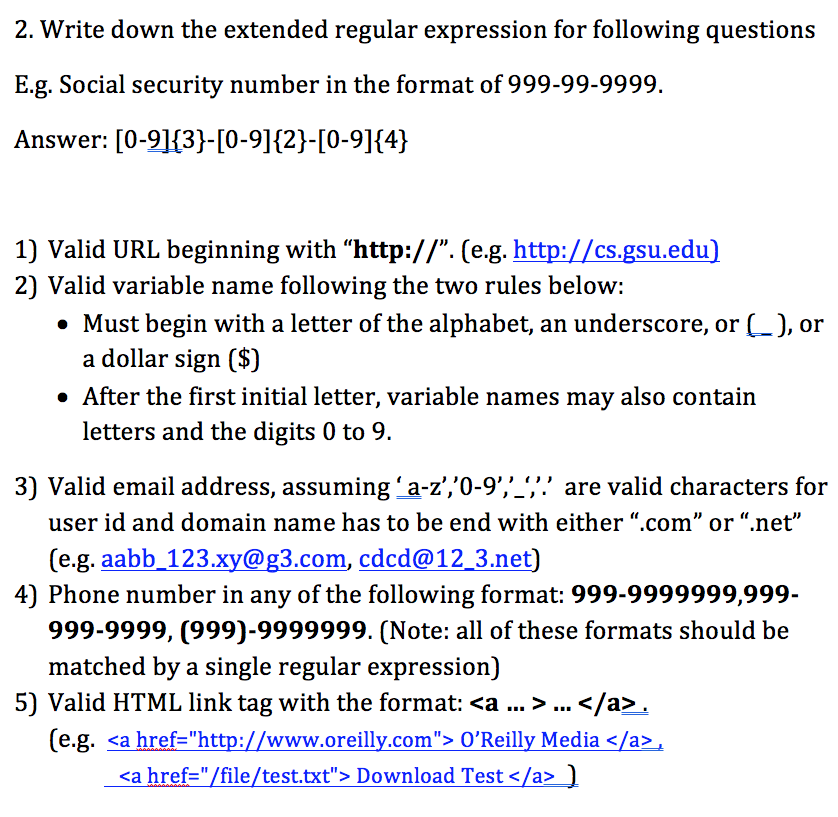 2. Write down the extended regular expression for following questions
E.g. Social security number in the format of 999-99-9999.
Answer: [0-9]{3}-[0-9]{2}-[0-9]{4}
1) Valid URL beginning with “http://”. (e.g. http://cs.gsu.edu)
2) Valid variable name following the two rules below:
• Must begin with a letter of the alphabet, an underscore, or (_ ), or
a dollar sign ($)
• After the first initial letter, variable names may also contain
letters and the digits 0 to 9.
3) Valid email address, assuming ‘ a-z’,’0-9’,’_‘,’.’ are valid characters for
user id and domain name has to be end with either “.com” or “.net”
(e.g. aabb_123.xy@g3.com, cdcd@12_3.net)
4) Phone number in any of the following format: 999-9999999,999-
999-9999, (999)-9999999. (Note: all of these formats should be
matched by a single regular expression)
5) Valid HTML link tag with the format: <a ... > ... </a> .
(e.g. <a href="http://www.oreilly.com"> O’Reilly Media </a> ,
<a href="/file/test.txt"> Download Test </a> )